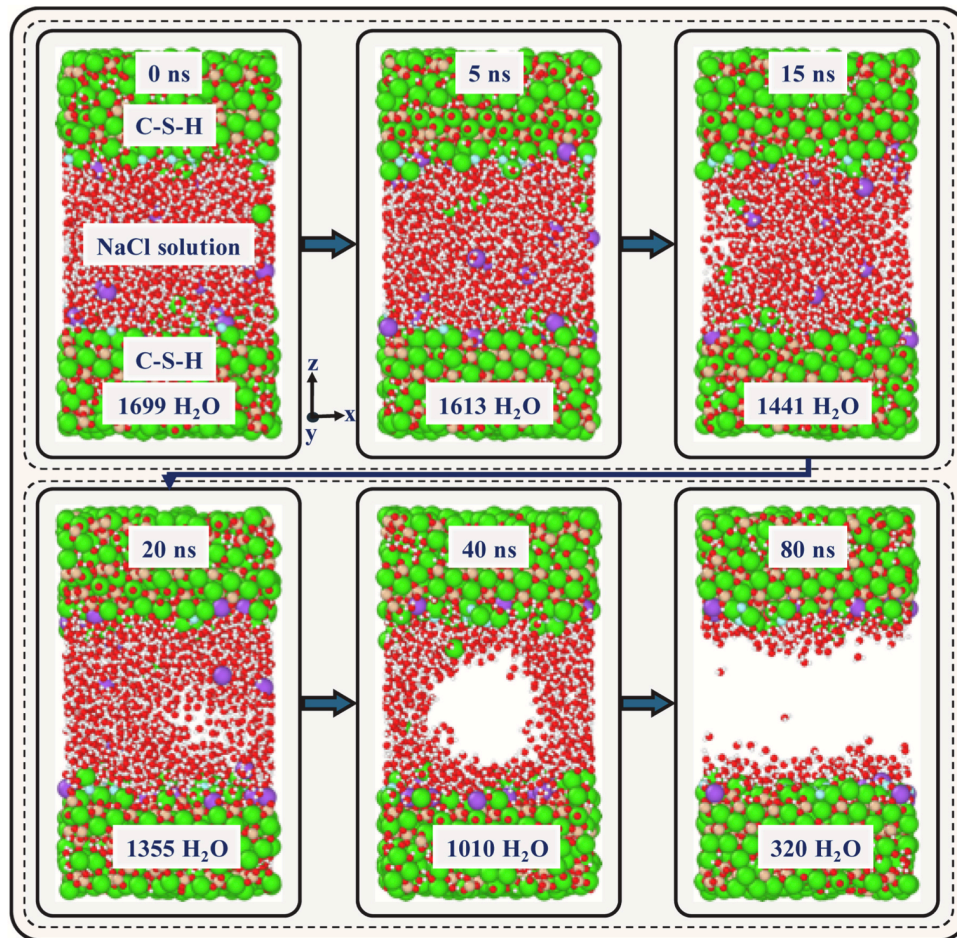 0 ns
C-S-H
NaCl solution
C-S-H
1699 H₂O
z
x
y
5 ns
1613 H₂O
15 ns
1441 H₂O
20 ns
1355 H₂O
40 ns
1010 H₂O
80 ns
320 H₂O